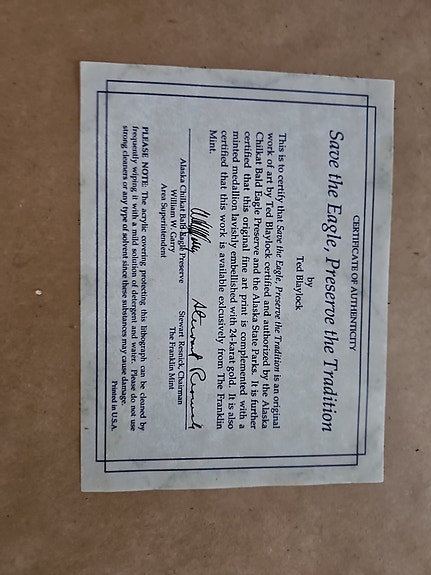 CERTIFICATE OF AUTHENTICITY
Save the Eagle, Preserve the Tradition
by
Ted Blaylock
This is to certify that Save the Eagle, Preserve the Tradition is an original
work of art by Ted Blaylock certified and authorized by the Alaska
Chilkat Bald Eagle Preserve and the Alaska State Parks. It is further
certified that this original fine art print is complemented with a
minted medallion lavishly embellished with 24-karat gold. It is also
certified that this work is available exclusively from The Franklin
Mint.
Alaska Chilkat Bald Eagle Preserve
William W. Garry
Area Superintendent
Stewart Resnick
Stewart Resnick, Chairman
The Franklin Mint
PLEASE NOTE: The acrylic covering protecting this lithograph can be cleaned by
frequently wiping it with a mild solution of detergent and water. Please do not use
strong cleaners or any type of solvent since these substances may cause damage.
Printed in U.S.A.